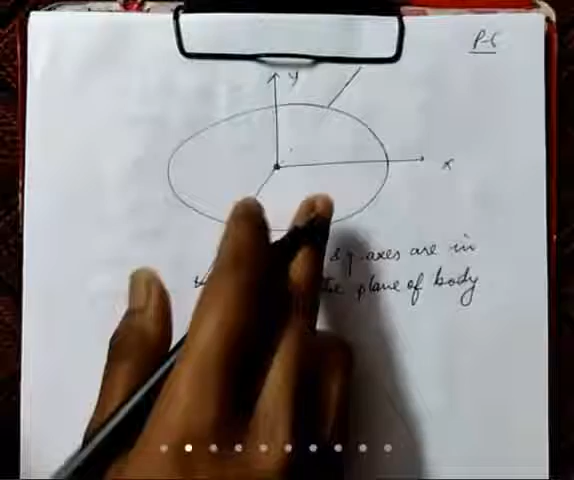 P-6
y
x
& y axes are in
the plane of body